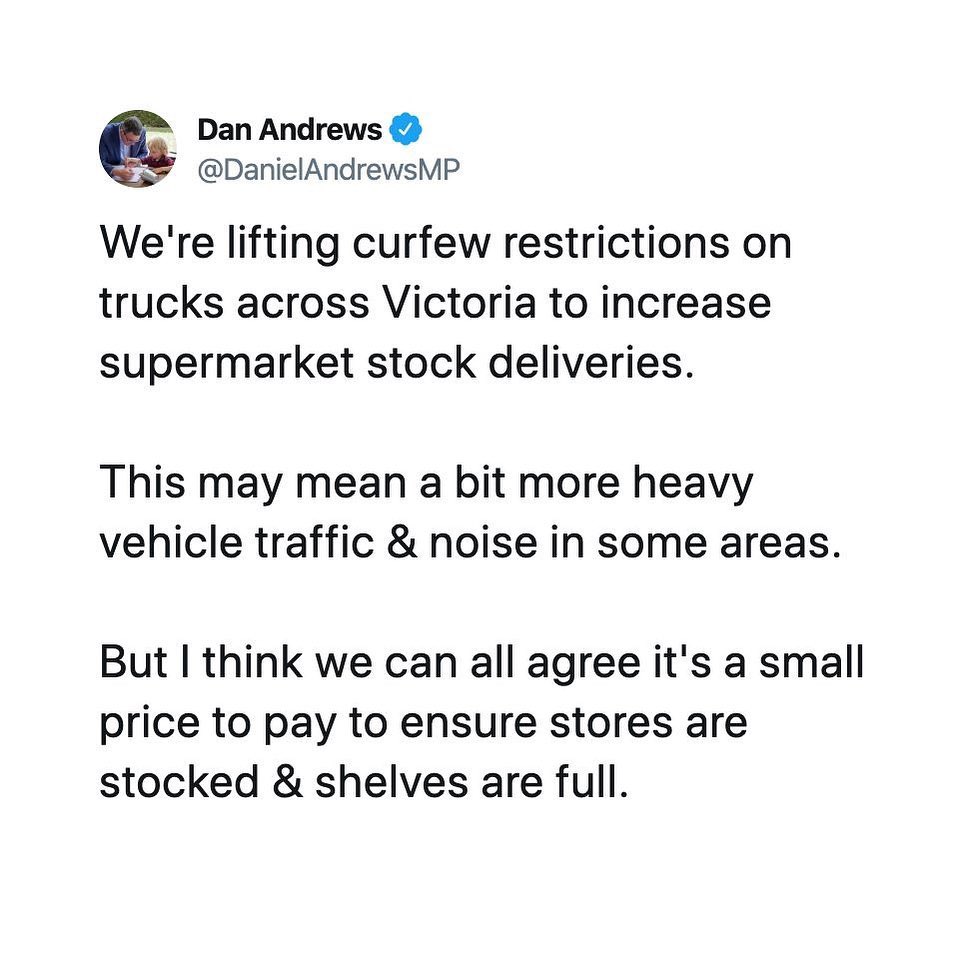 Dan Andrews
@DanielAndrewsMP
We're lifting curfew restrictions on
trucks across Victoria to increase
supermarket stock deliveries.
This may mean a bit more heavy
vehicle traffic & noise in some areas.
But I think we can all agree it's a small
price to pay to ensure stores are
stocked & shelves are full.